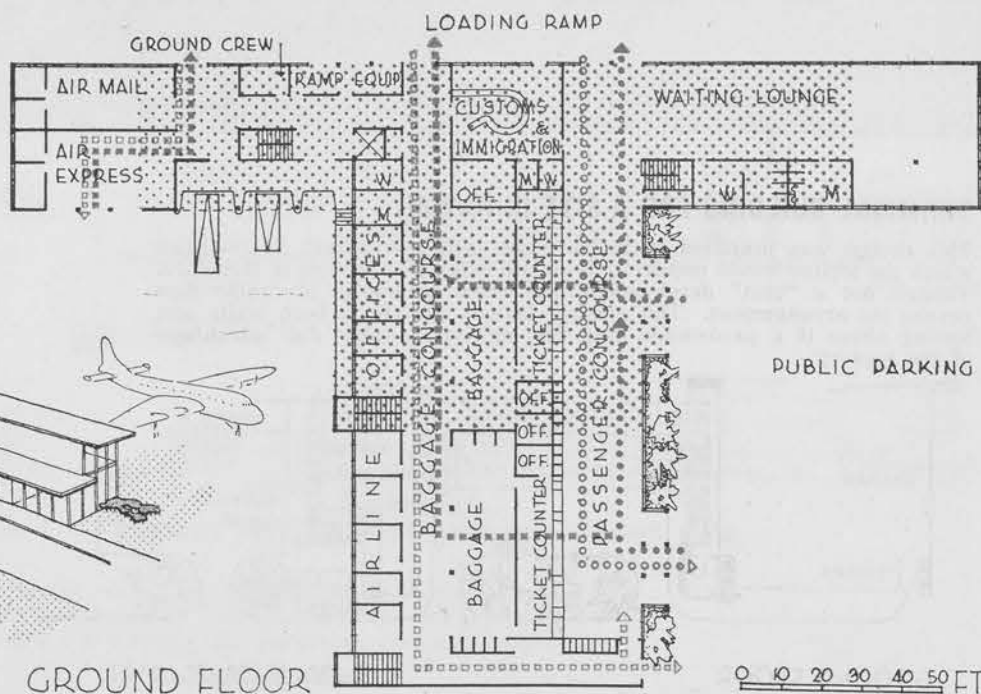 LOADING RAMP
GROUND CREW
AIR MAIL
RAMP EQUIP.
CUSTOMS
&
IMMIGRATION
WAITING LOUNGE
AIR
EXPRESS
W
M
OFF.
M
W
W
M
AIRLINE OFFICES
BAGGAGE CONCOURSE
BAGGAGE
TICKET COUNTER
PASSENGER CONCOURSE
PUBLIC PARKING
OFF.
OFF.
OFF.
BAGGAGE
TICKET COUNTER
GROUND FLOOR
0 10 20 30 40 50 FT